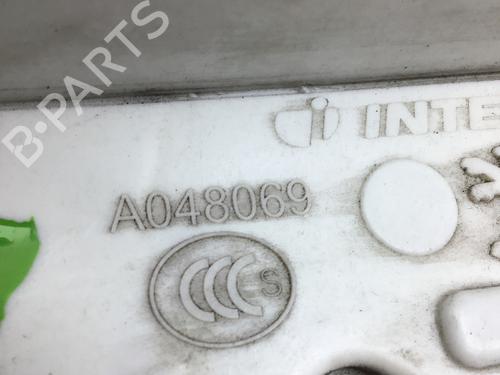 B-PARTS
INTE
A048069
CCC S